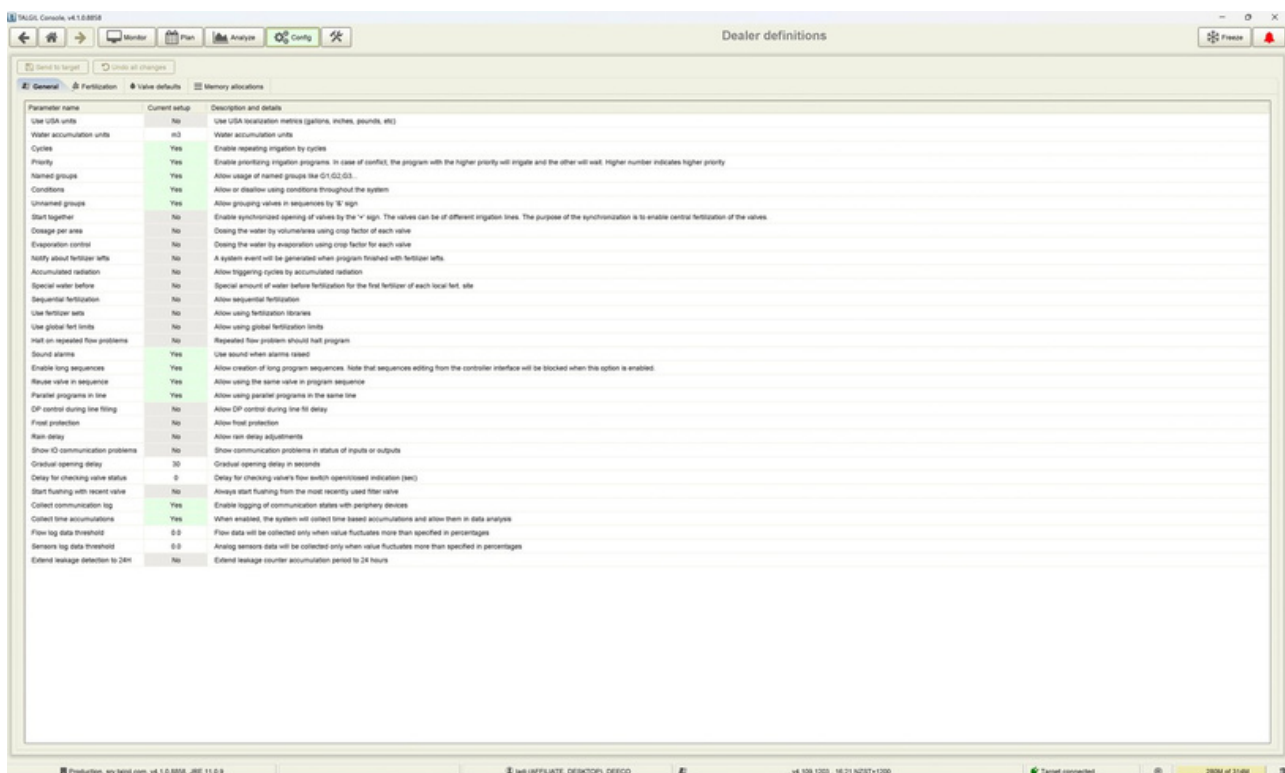 TALGIL Console, v4.1.0.8858
Monitor Plan Analyze Config Dealer definitions Freeze
Send to target Undo all changes
General Fertilization Valve defaults Memory allocations
Parameter name Current setup Description and details
Use USA units No Use USA localization metrics (gallons, inches, pounds, etc)
Water accumulation units m3 Water accumulation units
Cycles Yes Enable repeating irrigation by cycles
Priority Yes Enable prioritizing irrigation programs. In case of conflict, the program with the higher priority will irrigate and the other will wait. Higher number indicates higher priority
Named groups Yes Allow usage of named groups like G1;G2;G3...
Conditions Yes Allow or disallow using conditions throughout the system
Unnamed groups Yes Allow grouping valves in sequences by '&' sign
Start together No Enable synchronized opening of valves by the '+' sign. The valves can be of different irrigation lines. The purpose of the synchronization is to enable central fertilization of the valves.
Dosage per area No Dosing the water by volume/area using crop factor of each valve
Evaporation control No Dosing the water by evaporation using crop factor for each valve
Notify about fertilizer lefts No A system event will be generated when program finished with fertilizer lefts.
Accumulated radiation No Allow triggering cycles by accumulated radiation
Special water before No Special amount of water before fertilization for the first fertilizer of each local fert. site
Sequential fertilization No Allow sequential fertilization
Use fertilizer sets No Allow using fertilization libraries
Use global fert limits No Allow using global fertilization limits
Halt on repeated flow problems No Repeated flow problem should halt program
Sound alarms Yes Use sound when alarms raised
Enable long sequences Yes Allow creation of long program sequences. Note that sequences editing from the controller interface will be blocked when this option is enabled.
Reuse valve in sequence Yes Allow using the same valve in program sequence
Parallel programs in line Yes Allow using parallel programs in the same line
DP control during line filling No Allow DP control during line fill delay
Frost protection No Allow frost protection
Rain delay No Allow rain delay adjustments
Show IO communication problems No Show communication problems in status of inputs or outputs
Gradual opening delay 30 Gradual opening delay in seconds
Delay for checking valve status 0 Delay for checking valve's flow switch open/closed indication (sec)
Start flushing with recent valve No Always start flushing from the most recently used filter valve
Collect communication log Yes Enable logging of communication states with periphery devices
Collect time accumulations Yes When enabled, the system will collect time based accumulations and allow them in data analysis
Flow log data threshold 0.0 Flow data will be collected only when value fluctuates more than specified in percentages
Sensors log data threshold 0.0 Analog sensors data will be collected only when value fluctuates more than specified in percentages
Extend leakage detection to 24H No Extend leakage counter accumulation period to 24 hours
Production, v4.1.0.8858, JRE 11.0.9 (AFFILIATE, DESKTOP), DEECO v4.109.1203 16:21 NZST+1200 Target connected 280M of 314M